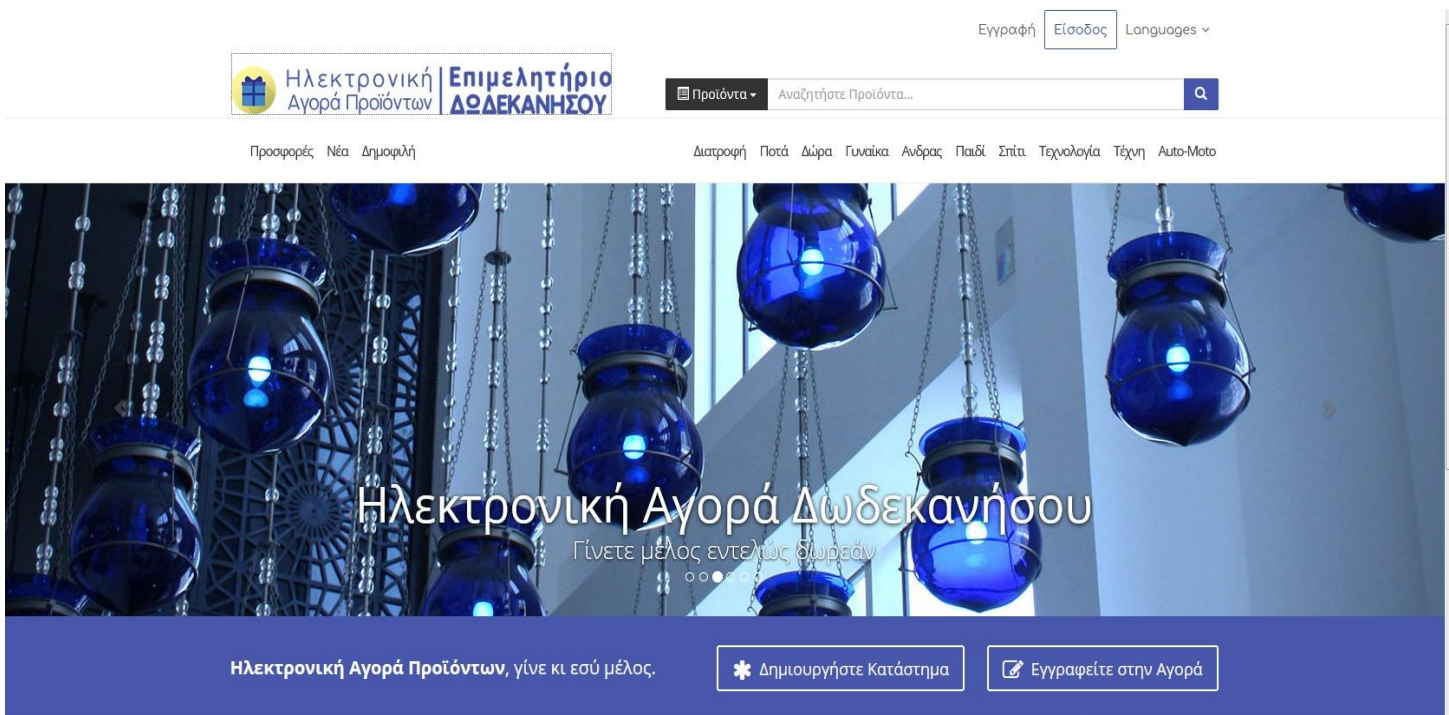 Εγγραφή Είσοδος Languages
Ηλεκτρονική Επιμελητήριο
Αγορά Προϊόντων ΔΩΔΕΚΑΝΗΣΟΥ
Προϊόντα Αναζητήστε Προϊόντα...
Προσφορές Νέα Δημοφιλή Διατροφή Ποτά Δώρα Γυναίκα Ανδρας Παιδί Σπίτι Τεχνολογία Τέχνη Auto-Moto
Ηλεκτρονική Αγορά Δωδεκανήσου
Γίνετε μέλος εντελώς δωρεάν
Ηλεκτρονική Αγορά Προϊόντων, γίνε κι εσύ μέλος. Δημιουργήστε Κατάστημα Εγγραφείτε στην Αγορά